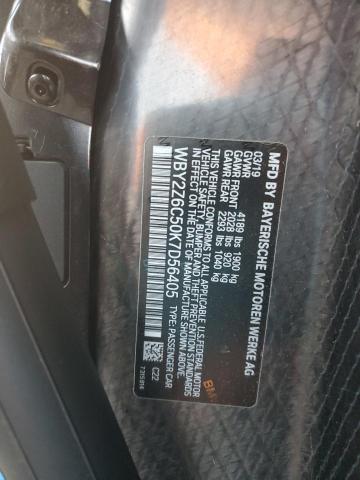 MFD BY BAYERISCHE MOTOREN WERKE AG
03/19
GVWR 4189 lbs 1900 kg
GAWR FRONT 2028 lbs 920 kg
GAWR REAR 2293 lbs 1040 kg
THIS VEHICLE CONFORMS TO ALL APPLICABLE U.S.FEDERAL MOTOR
VEHICLE SAFETY, BUMPER AND THEFT PREVENTION STANDARDS
IN EFFECT ON THE DATE OF MANUFACTURE SHOWN ABOVE.
WBY2Z6C50K7D56405 TYPE: PASSENGER CAR
C22